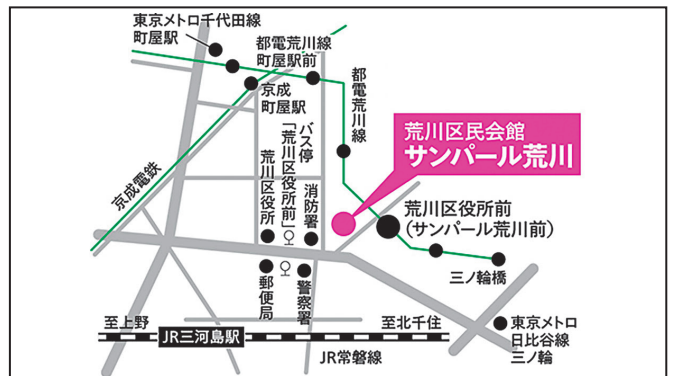 東京メトロ千代田線
町屋駅
都電荒川線
町屋駅前
京成
町屋駅
都電荒川線
荒川区民会館
サンパール荒川
京成電鉄
バス停
「荒川区役所前」
荒川区役所
消防署
荒川区役所前
(サンパール荒川前)
三ノ輪橋
郵便局
警察署
至上野
JR三河島駅
至北千住
JR常磐線
東京メトロ
日比谷線
三ノ輪